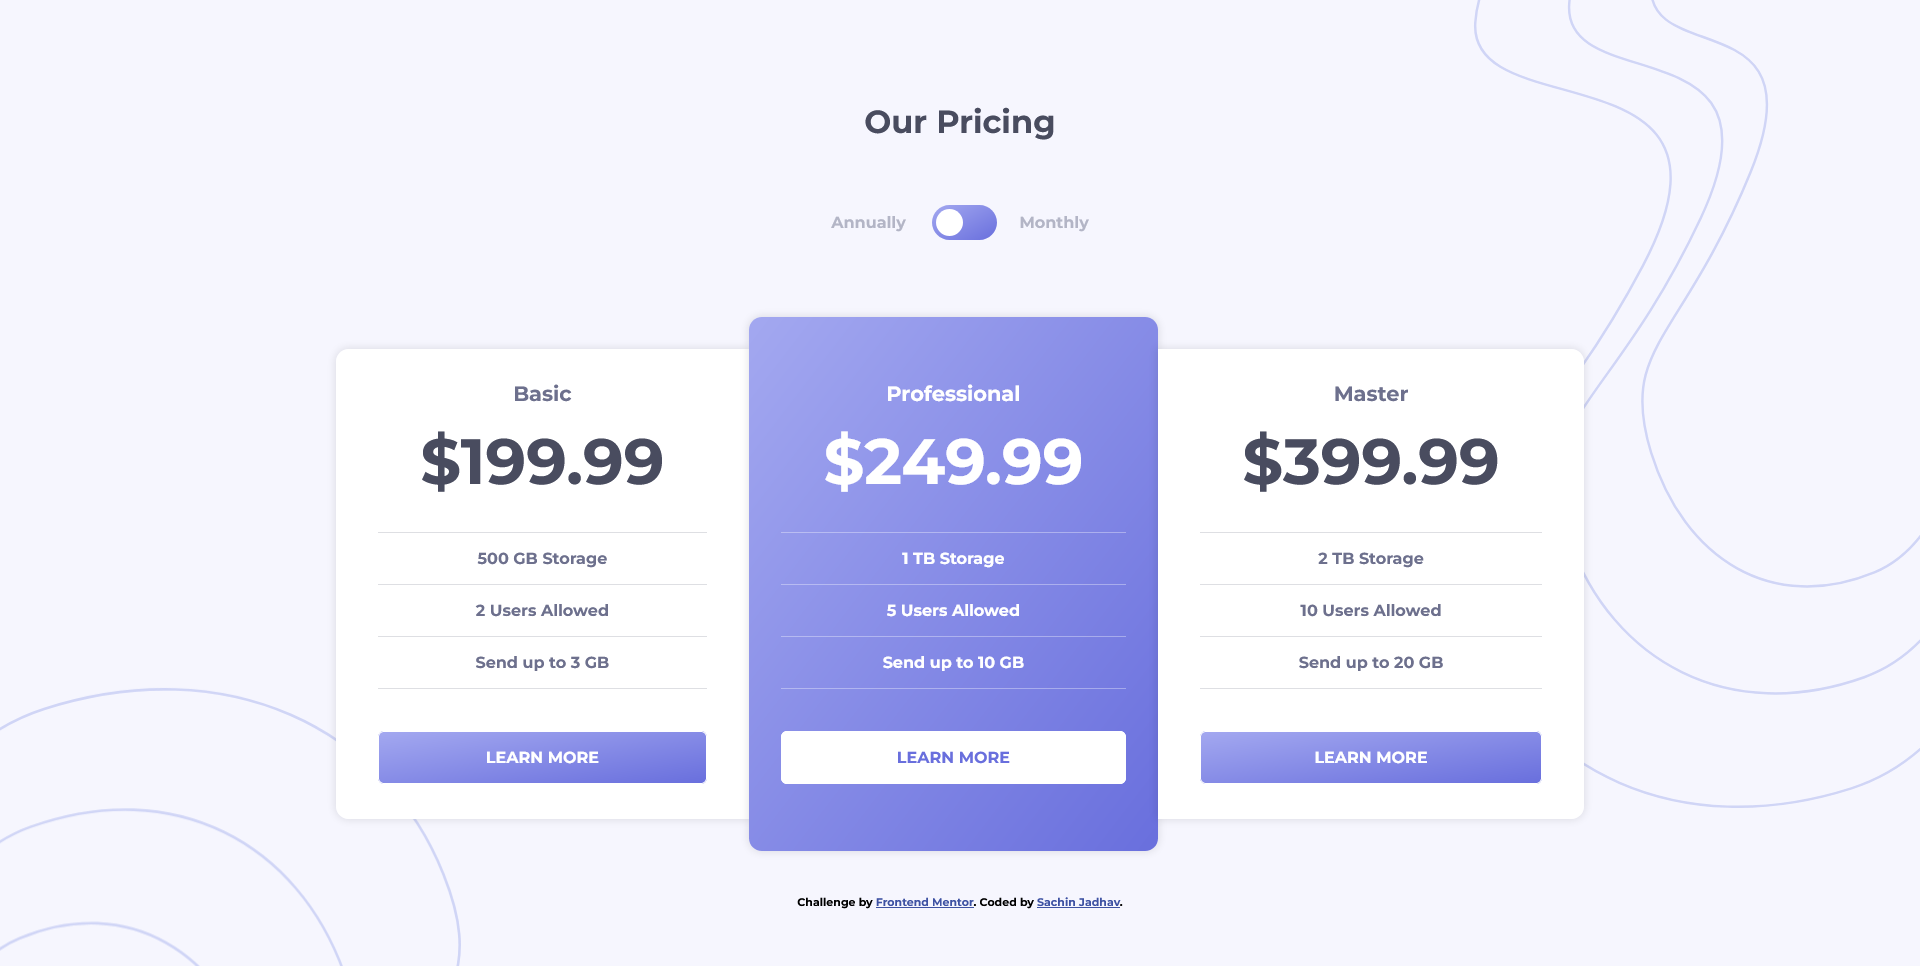 Our Pricing
Annually
Monthly
Basic
$199.99
500 GB Storage
2 Users Allowed
Send up to 3 GB
LEARN MORE
Professional
$249.99
1 TB Storage
5 Users Allowed
Send up to 10 GB
LEARN MORE
Master
$399.99
2 TB Storage
10 Users Allowed
Send up to 20 GB
LEARN MORE
Challenge by Frontend Mentor. Coded by Sachin Jadhav.